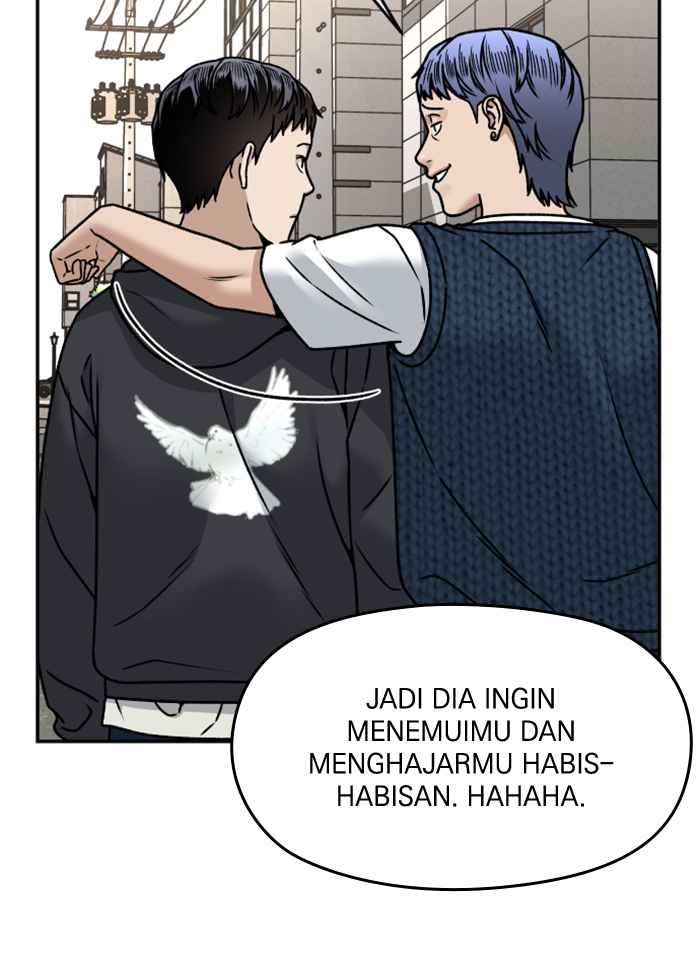 JADI DIA INGIN
MENEMUIMU DAN
MENGHAJARMU HABIS-
HABISAN. HAHAHA.